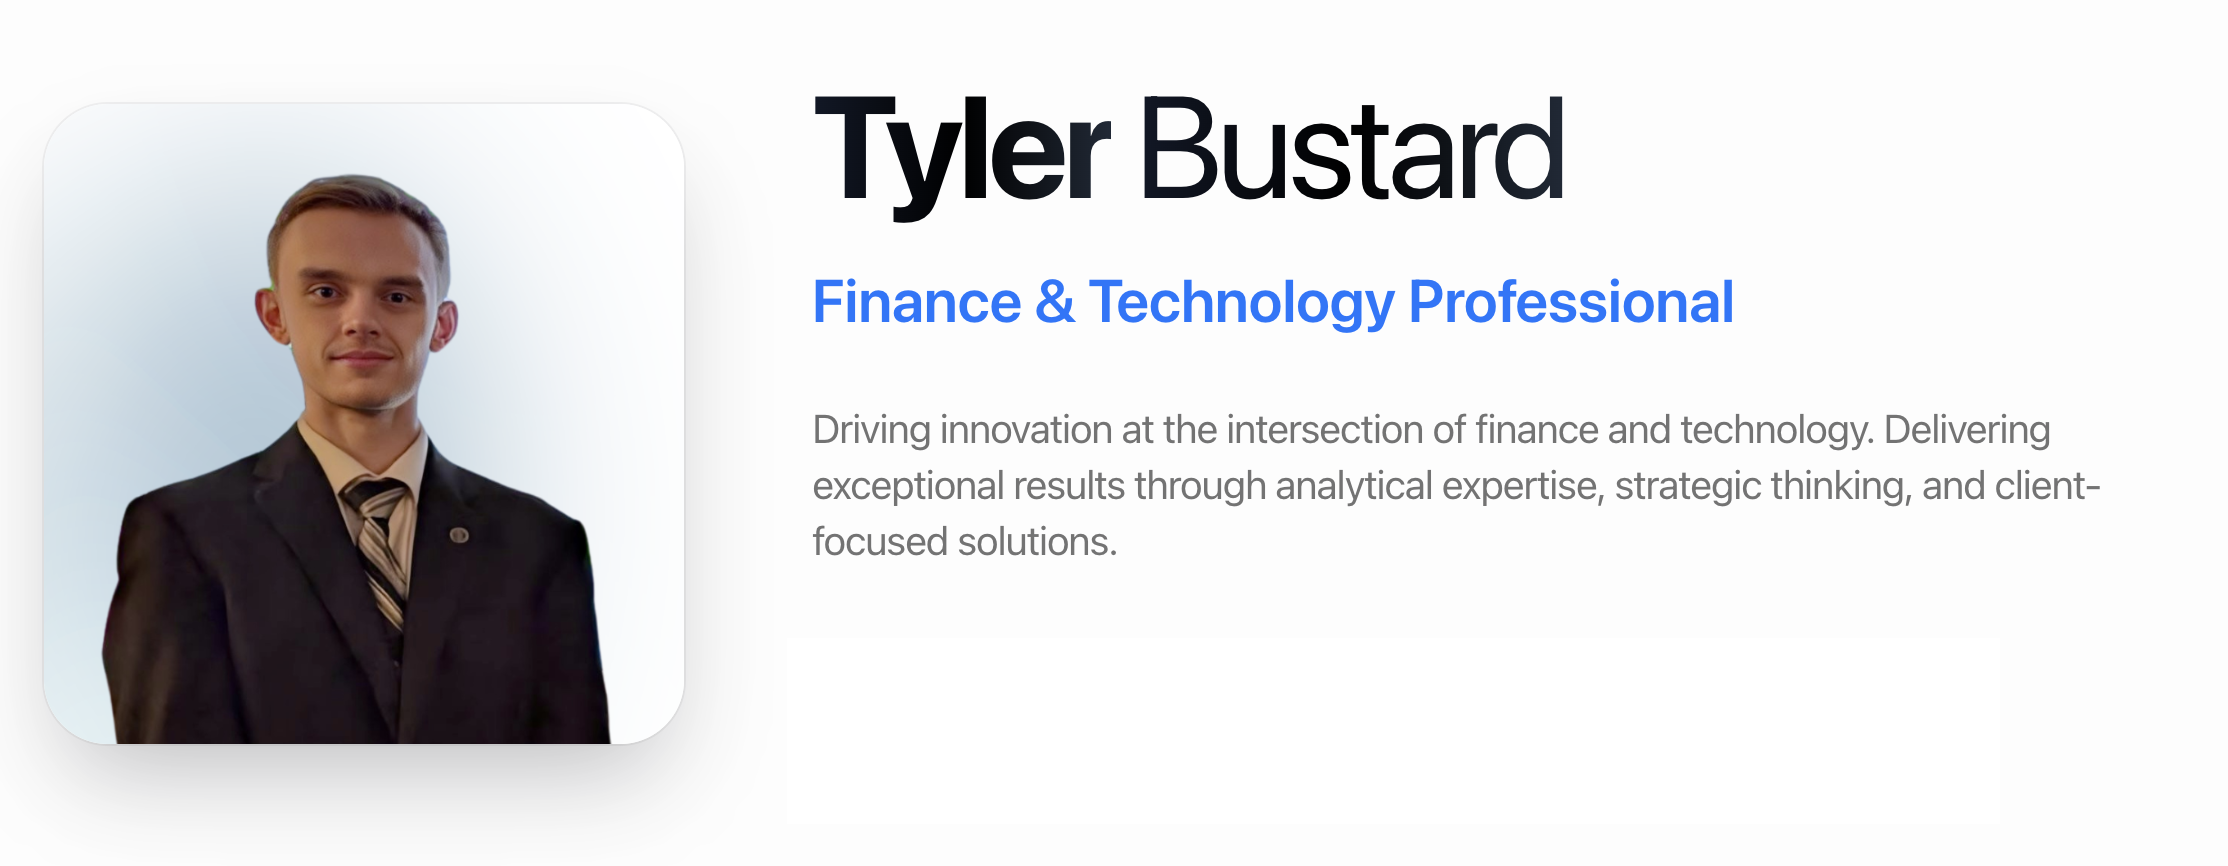 Tyler Bustard
Finance & Technology Professional
Driving innovation at the intersection of finance and technology. Delivering
exceptional results through analytical expertise, strategic thinking, and client-
focused solutions.